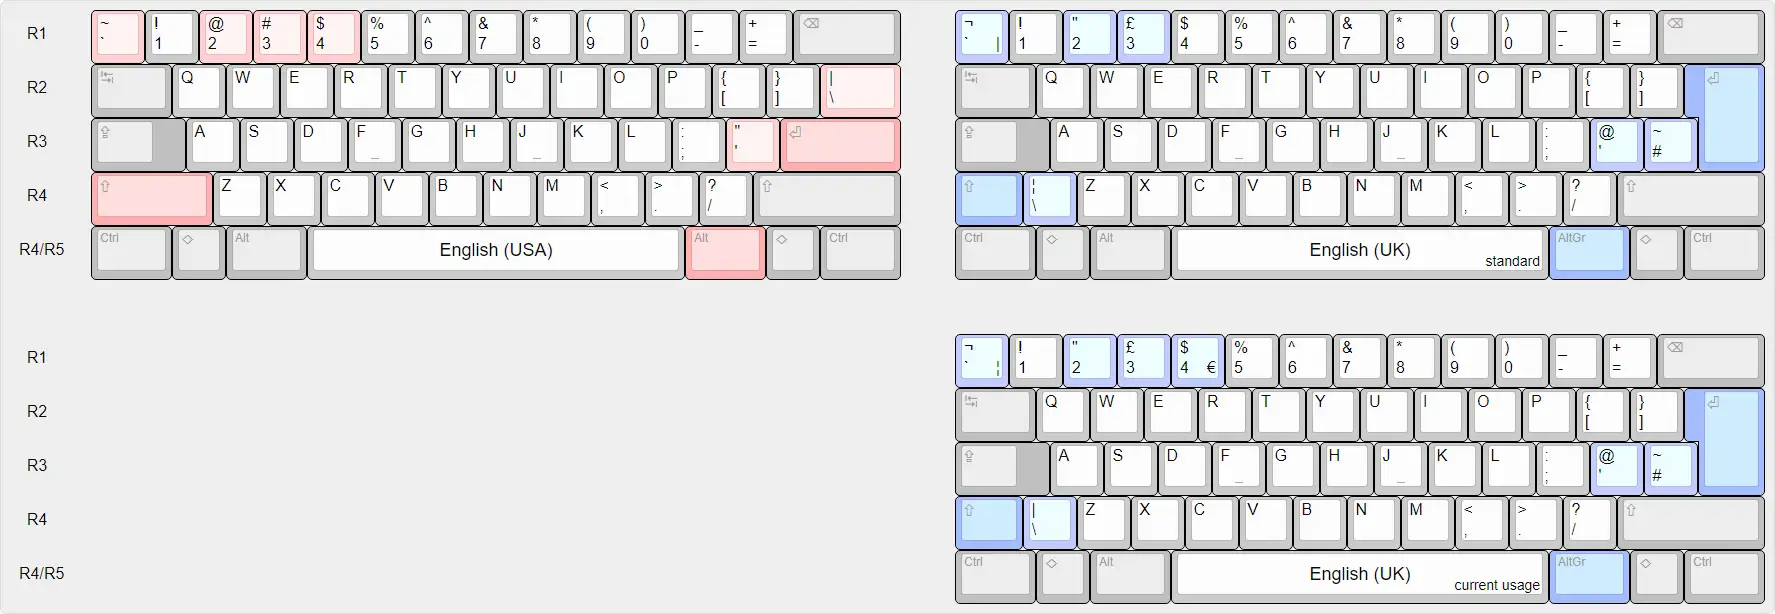 R1
~ ! @ # $ % ^ & * ( ) _ + ⌫
` 1 2 3 4 5 6 7 8 9 0 - =
R2
↹ Q W E R T Y U I O P { } |
[ ] \
R3
⇪ A S D F G H J K L : " ⏎
_ _ ; '
R4
⇧ Z X C V B N M < > ? ⇧
, . /
R4/R5
Ctrl ◇ Alt English (USA) Alt ◇ Ctrl
¬ ! " £ $ % ^ & * ( ) _ + ⌫
` | 1 2 3 4 5 6 7 8 9 0 - =
↹ Q W E R T Y U I O P { } ⏎
[ ]
⇪ A S D F G H J K L : @ ~
_ _ ; ' #
⇧ ¦ Z X C V B N M < > ? ⇧
\ , . /
Ctrl ◇ Alt English (UK) AltGr ◇ Ctrl
standard
R1
¬ ! " £ $ % ^ & * ( ) _ + ⌫
` ¦ 1 2 3 4 € 5 6 7 8 9 0 - =
R2
↹ Q W E R T Y U I O P { } ⏎
[ ]
R3
⇪ A S D F G H J K L : @ ~
_ _ ; ' #
R4
⇧ | Z X C V B N M < > ? ⇧
\ , . /
R4/R5
Ctrl ◇ Alt English (UK) AltGr ◇ Ctrl
current usage